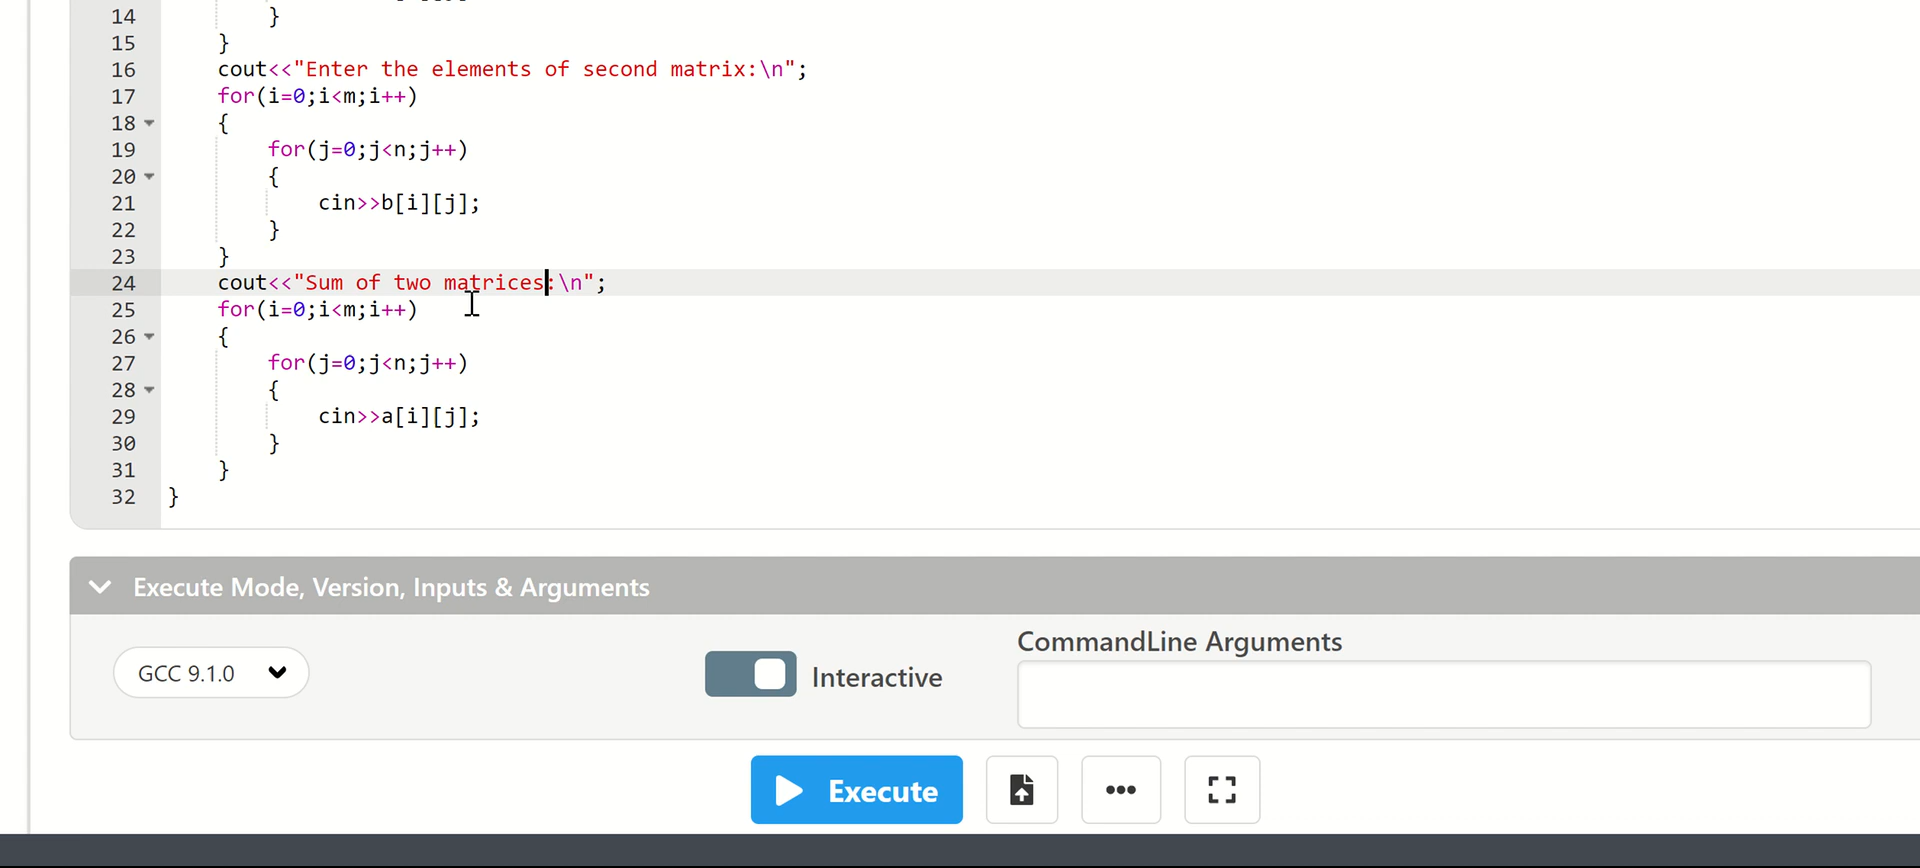 14 }
15 }
16 cout<<"Enter the elements of second matrix:\n";
17 for(i=0;i<m;i++)
18 {
19 for(j=0;j<n;j++)
20 {
21 cin>>b[i][j];
22 }
23 }
24 cout<<"Sum of two matrices:\n";
25 for(i=0;i<m;i++)
26 {
27 for(j=0;j<n;j++)
28 {
29 cin>>a[i][j];
30 }
31 }
32 }
Execute Mode, Version, Inputs & Arguments
CommandLine Arguments
GCC 9.1.0
Interactive
Execute